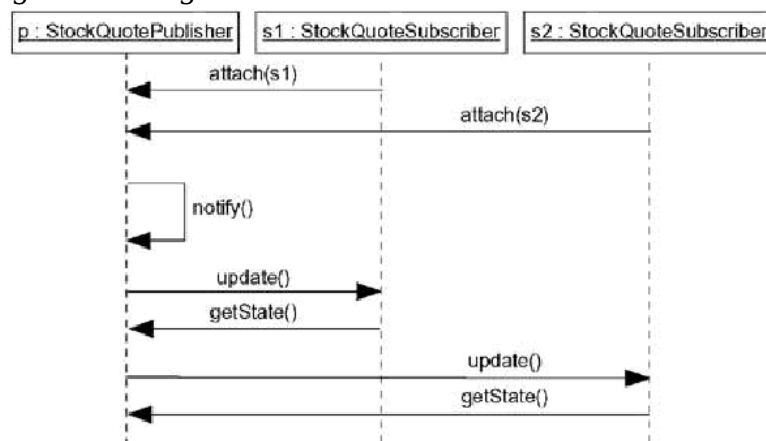 p : StockQuotePublisher s1 : StockQuoteSubscriber s2 : StockQuoteSubscriber
attach(s1)
attach(s2)
notify()
update()
getState()
update()
getState()